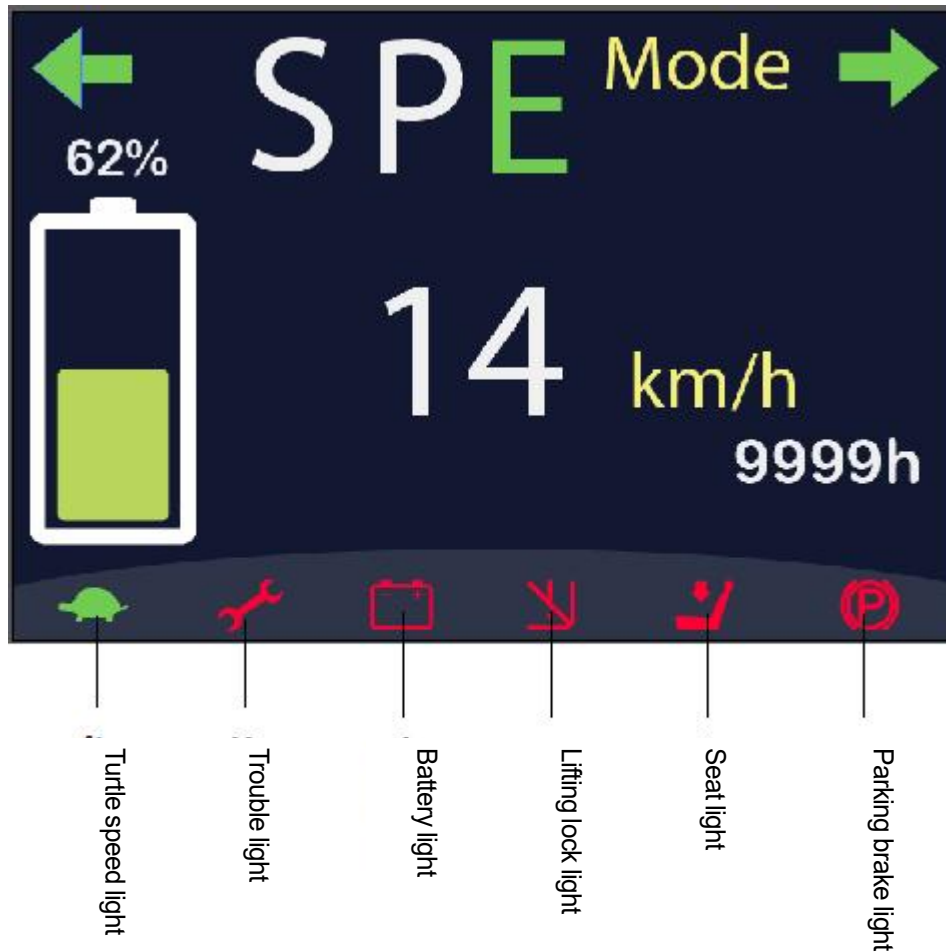 SPE Mode
62%
14 km/h
9999h
P
Turtle speed light
Trouble light
Battery light
Lifting lock light
Seat light
Parking brake light